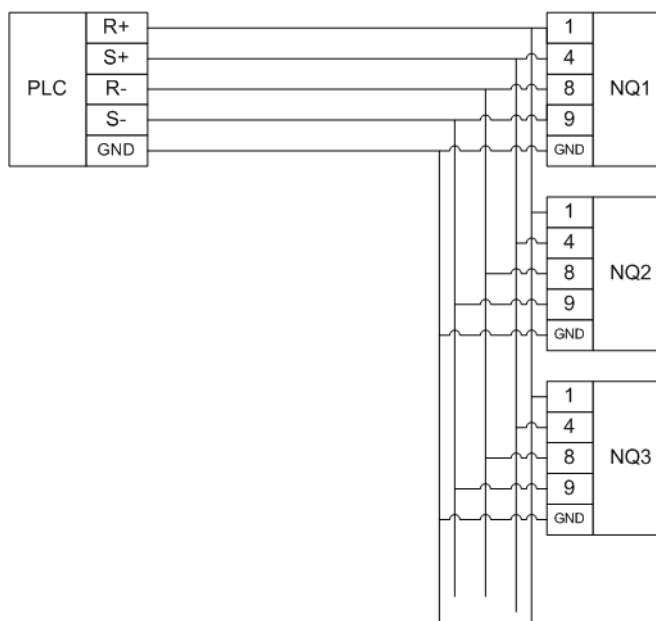 R+
S+
PLC
R-
S-
GND
1
4
8
NQ1
9
GND
1
4
8
NQ2
9
GND
1
4
8
NQ3
9
GND